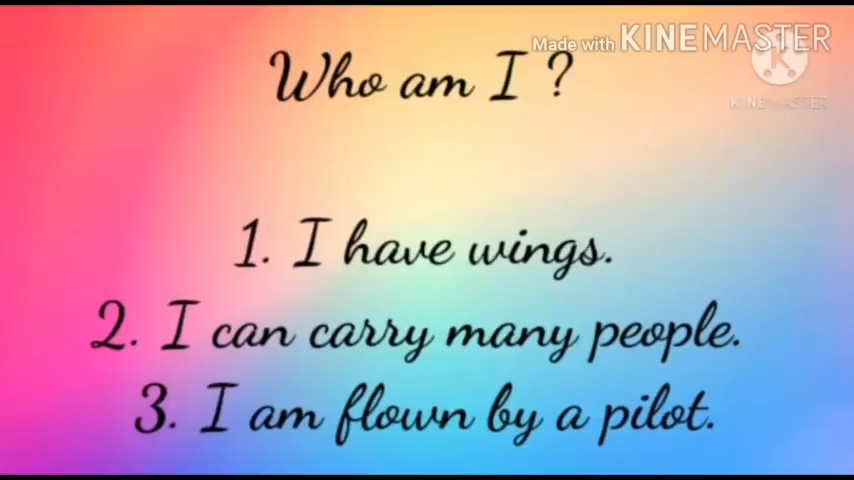 Made with KINEMASTER
KINEMASTER
Who am I ?
1. I have wings.
2. I can carry many people.
3. I am flown by a pilot.